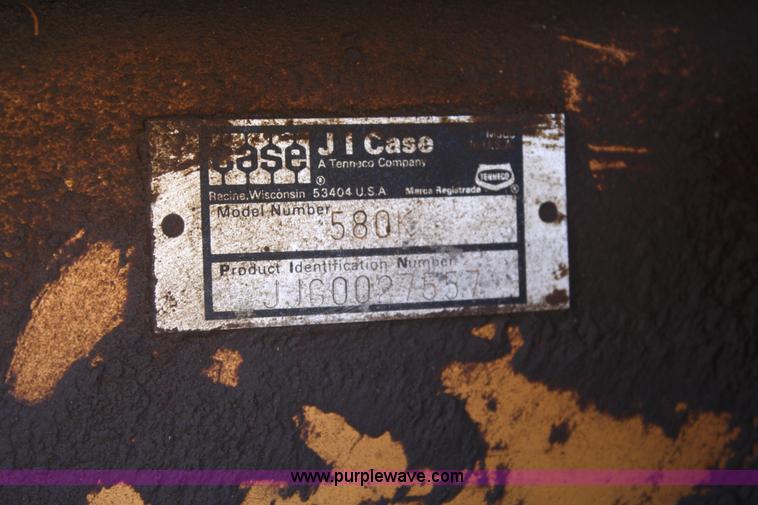 case J I Case Made
U.S.A.
A Tenneco Company
TENNECO
Racine, Wisconsin 53404 U.S.A. Marca Registrada ®
Model Number
580K
Product Identification Number
JJG0027557
www.purplewave.com